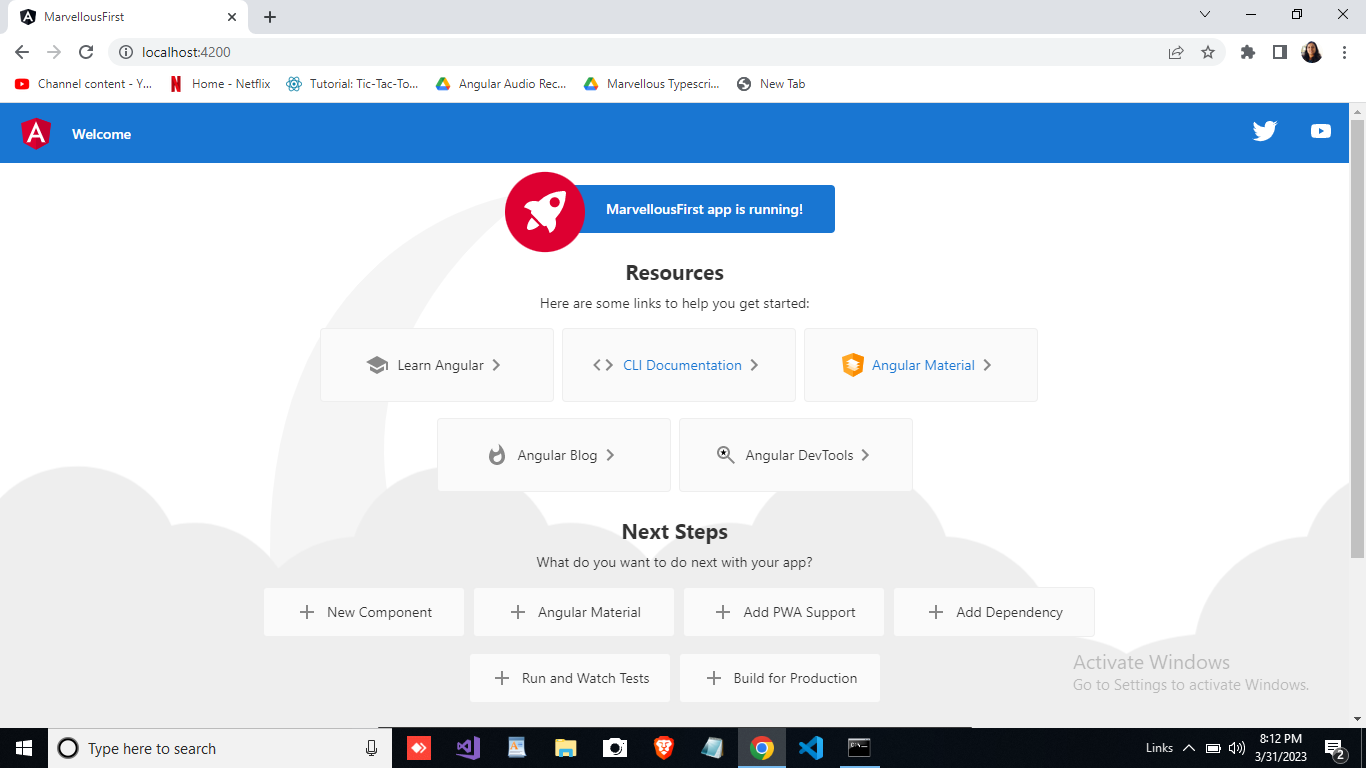 MarvellousFirst
localhost:4200
Channel content - Y... Home - Netflix Tutorial: Tic-Tac-To... Angular Audio Rec... Marvellous Typescri... New Tab
Welcome
MarvellousFirst app is running!
Resources
Here are some links to help you get started:
Learn Angular CLI Documentation Angular Material
Angular Blog Angular DevTools
Next Steps
What do you want to do next with your app?
New Component Angular Material Add PWA Support Add Dependency
Run and Watch Tests Build for Production
Activate Windows
Go to Settings to activate Windows.
Type here to search
Links
8:12 PM
3/31/2023
2